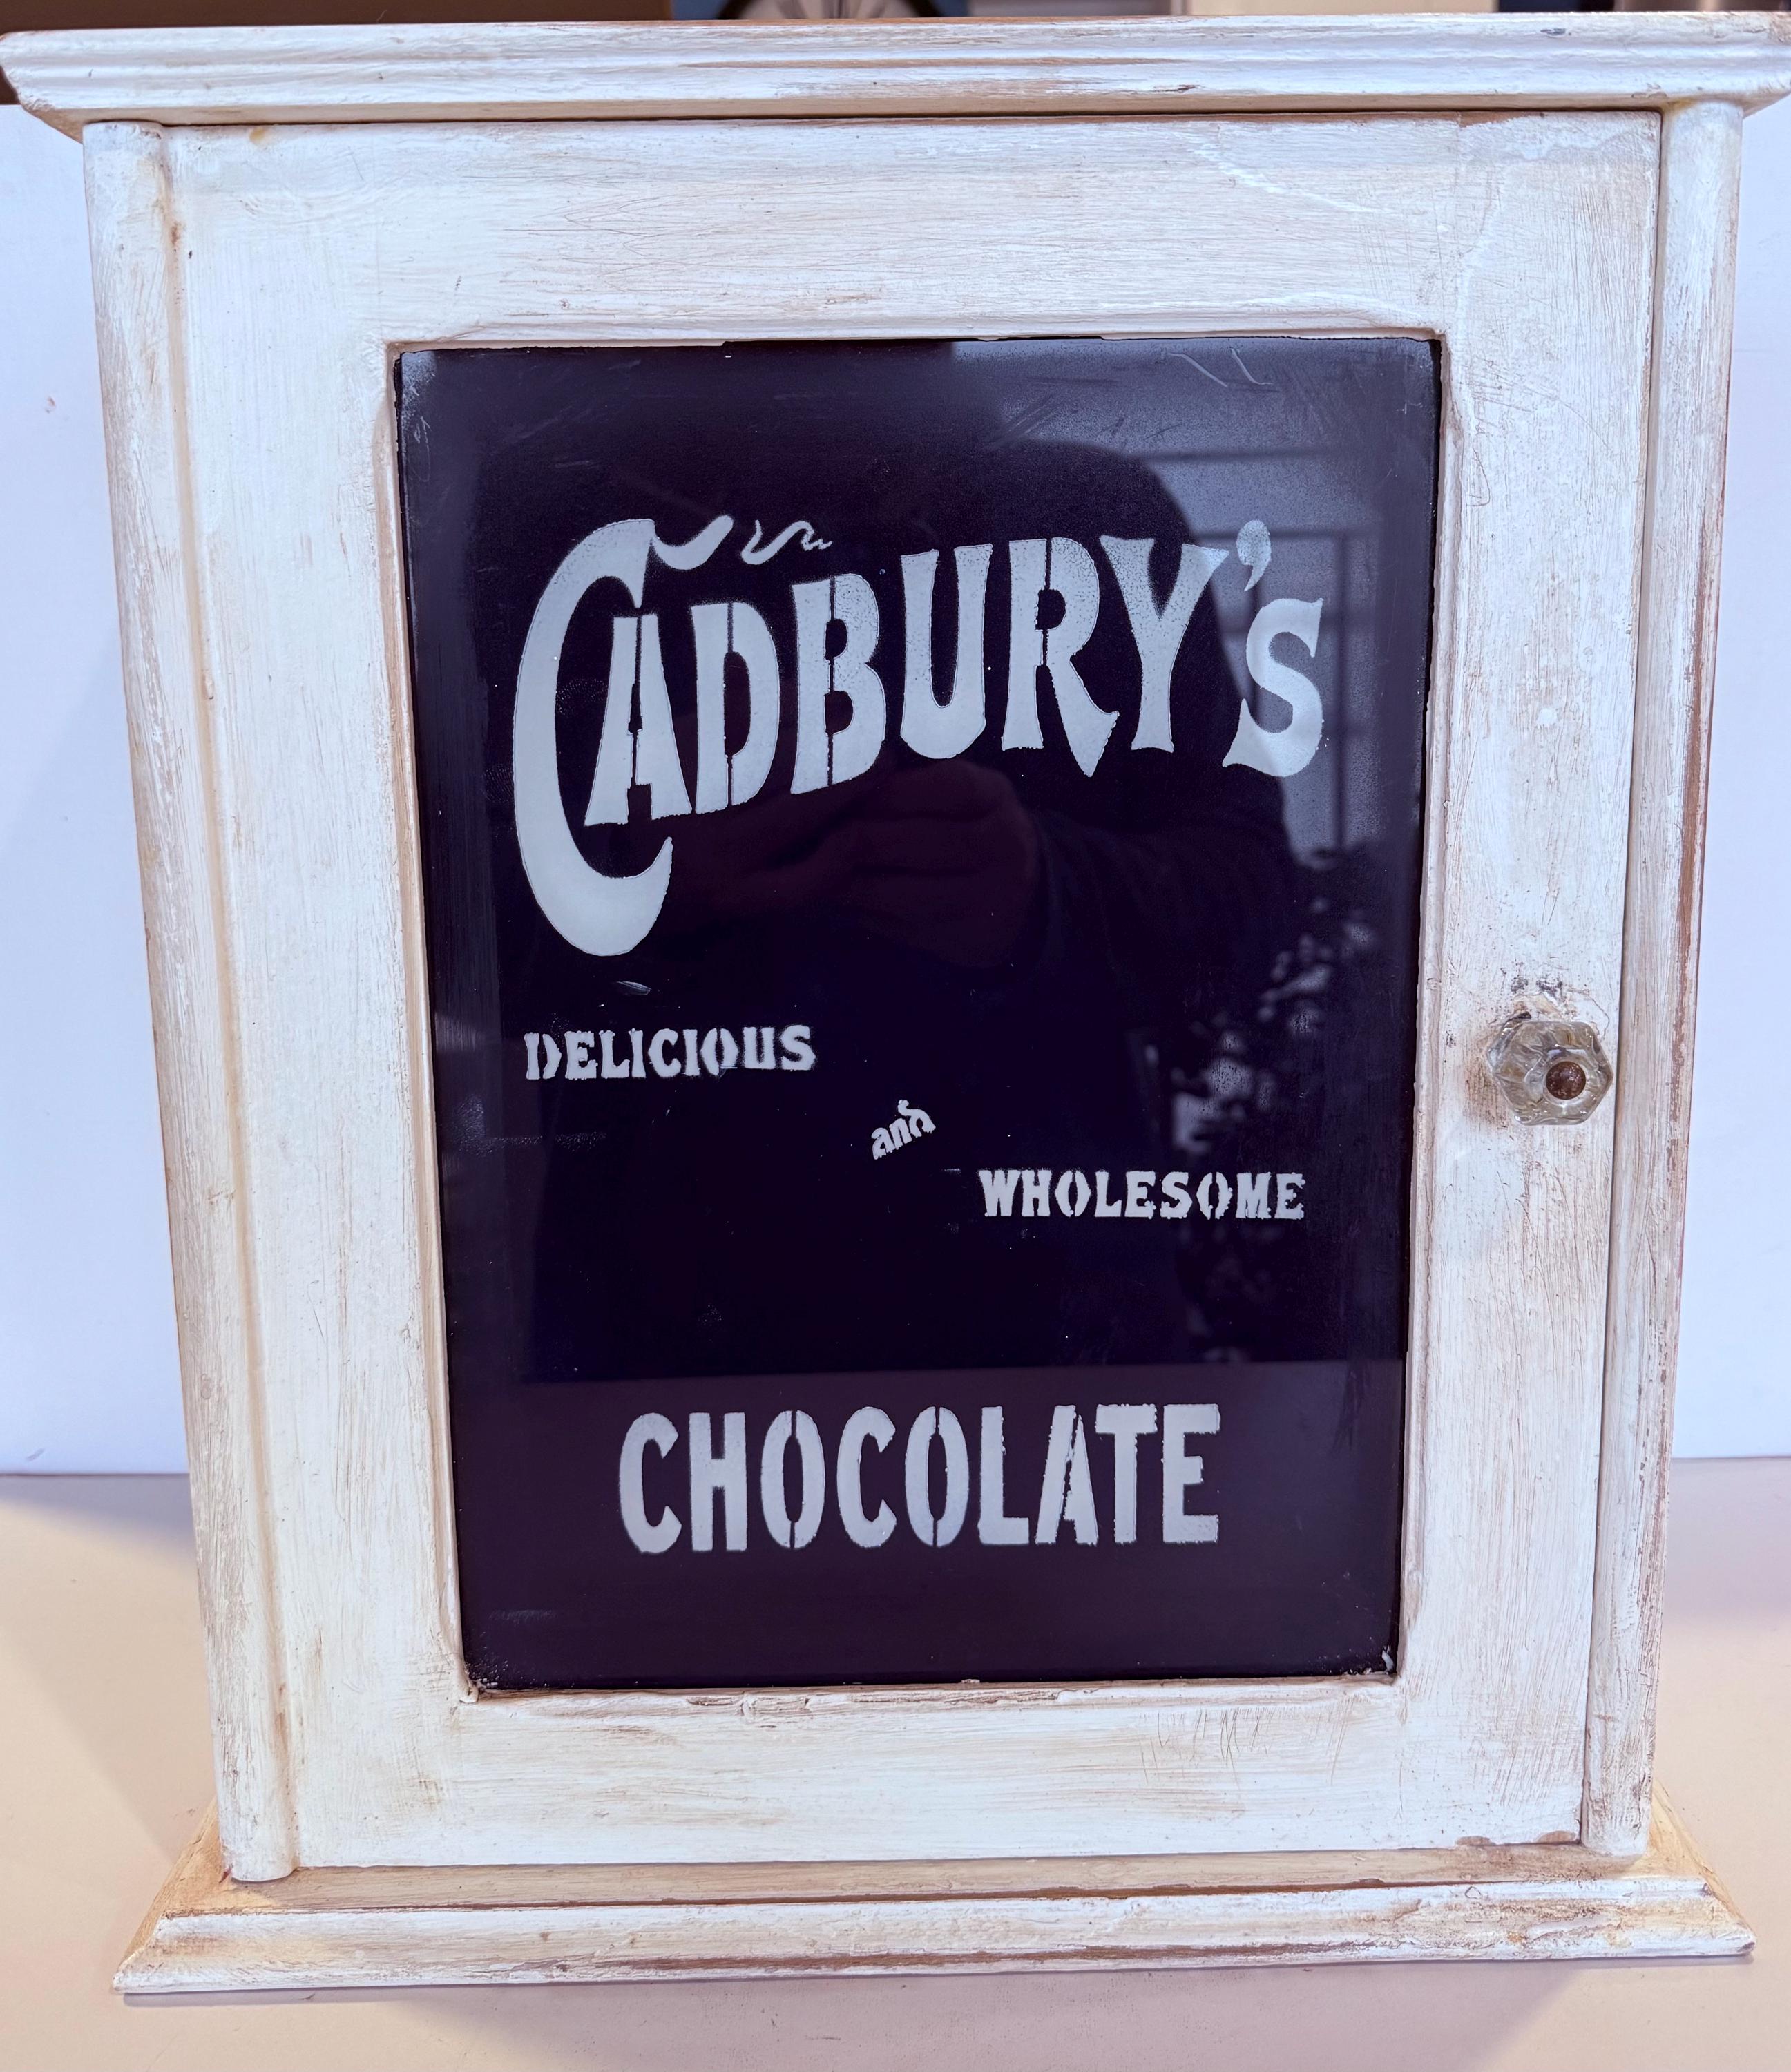 CADBURY'S
DELICIOUS
and
WHOLESOME
CHOCOLATE